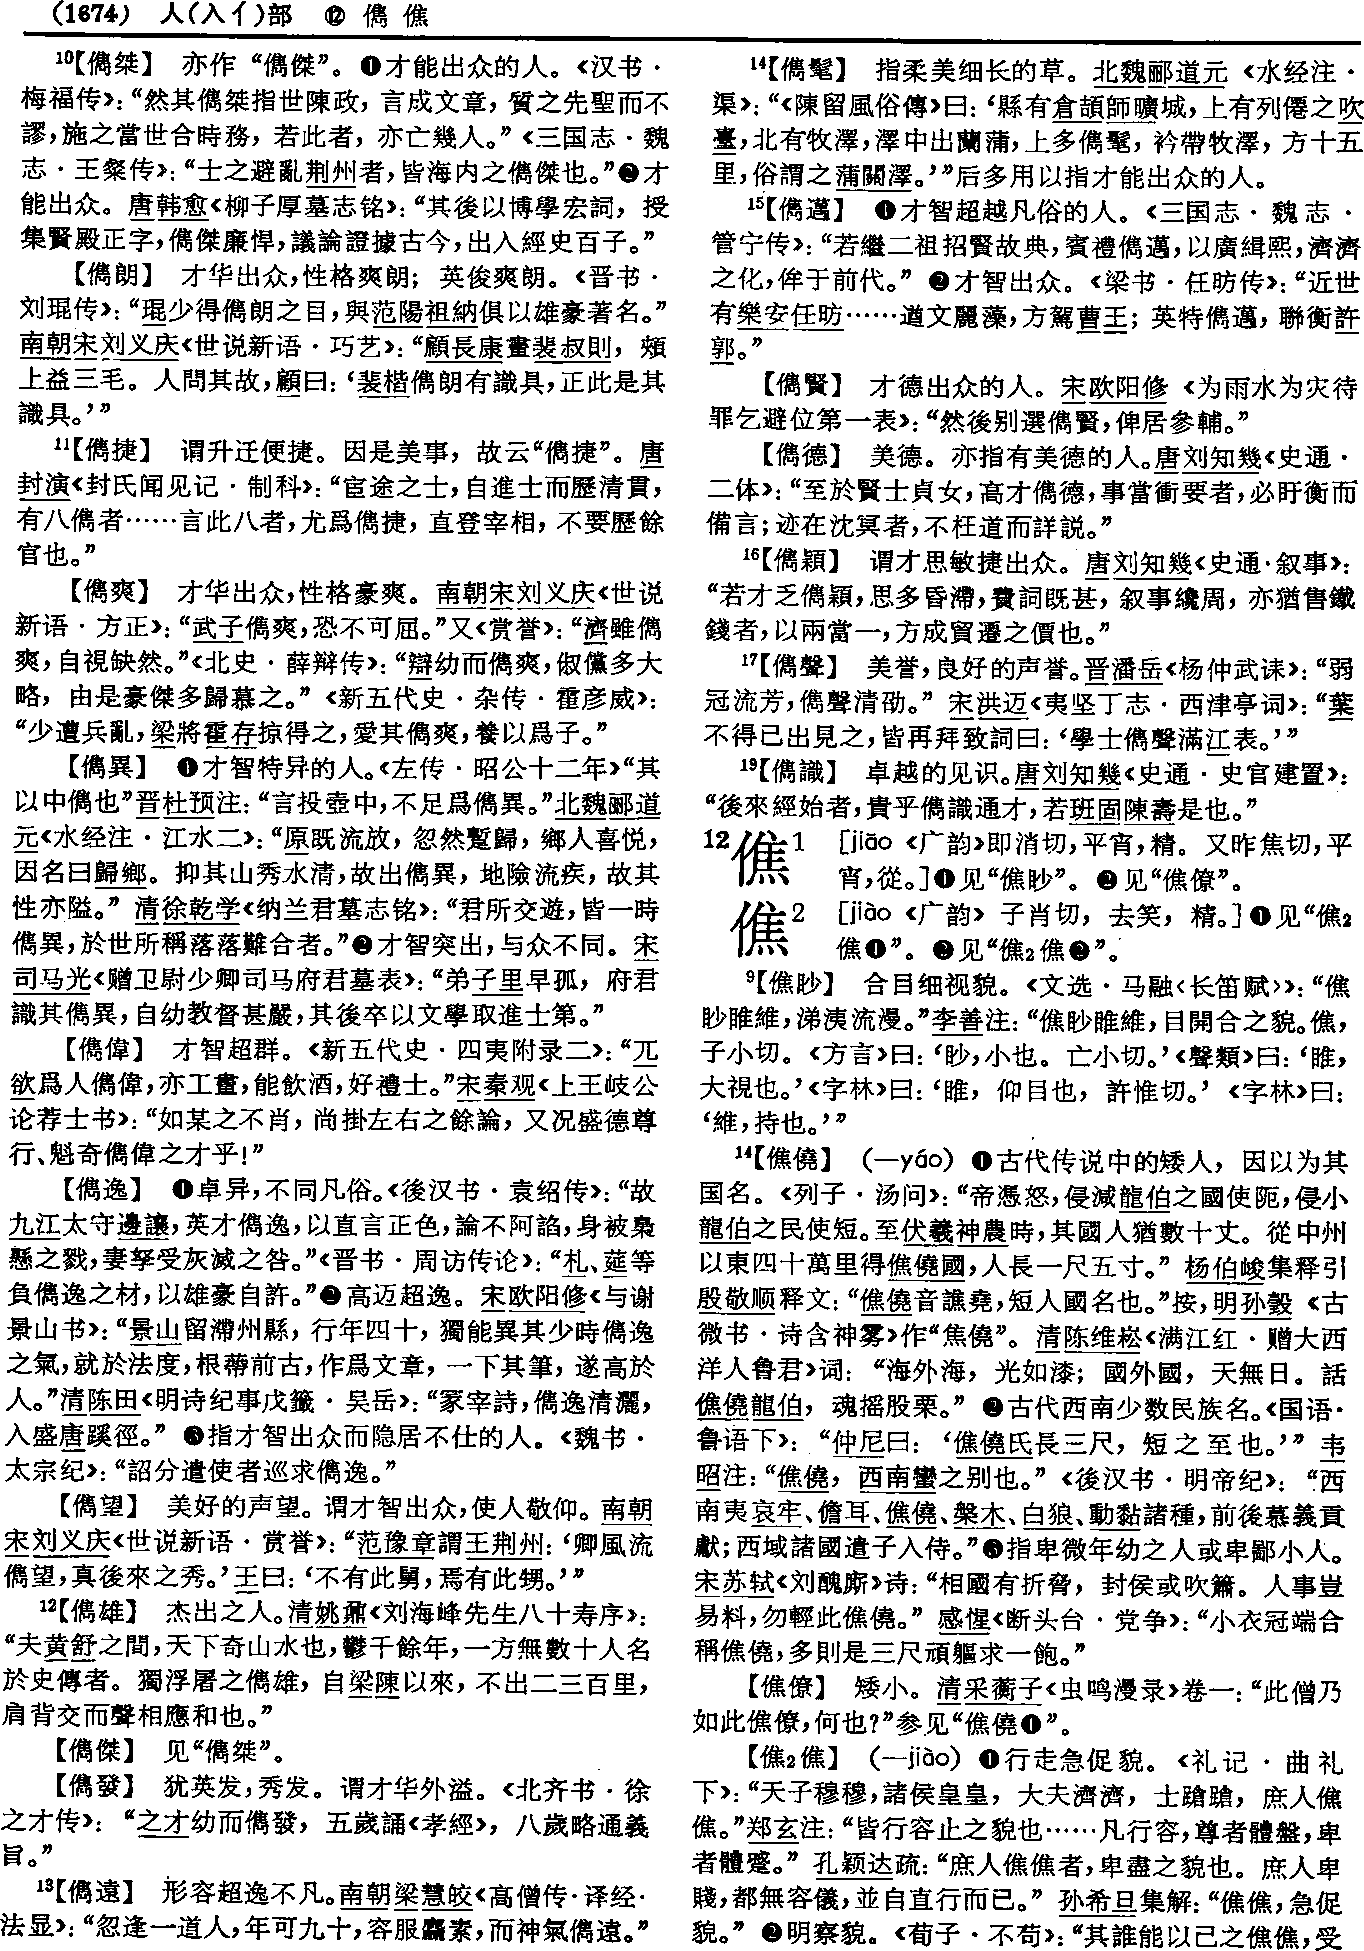 (1674) 人(入亻)部 ⑫ 儁 僬
10【儁桀】 亦作“儁傑”。❶才能出众的人。《汉书·
梅福传》：“然其儁桀指世陳政，言成文章，質之先聖而不
謬，施之當世合時務，若此者，亦亡幾人。”《三国志·魏
志·王粲传》：“士之避亂荆州者，皆海内之儁傑也。”❷才
能出众。唐韩愈《柳子厚墓志铭》：“其後以博學宏詞，授
集賢殿正字，儁傑廉悍，議論證據古今，出入經史百子。”
【儁朗】 才华出众，性格爽朗；英俊爽朗。《晋书·
刘琨传》：“琨少得儁朗之目，與范陽祖納俱以雄豪著名。”
南朝宋刘义庆《世说新语·巧艺》：“顧長康畫裴叔則，頰
上益三毛。人問其故，顧曰：‘裴楷儁朗有識具，正此是其
識具。’”
11【儁捷】 谓升迁便捷。因是美事，故云“儁捷”。唐
封演《封氏闻见记·制科》：“宦途之士，自進士而歷清貫，
有八儁者……言此八者，尤爲儁捷，直登宰相，不要歷餘
官也。”
【儁爽】 才华出众，性格豪爽。南朝宋刘义庆《世说
新语·方正》：“武子儁爽，恐不可屈。”又《赏誉》：“濟雖儁
爽，自視缺然。”《北史·薛辩传》：“辯幼而儁爽，俶儻多大
略，由是豪傑多歸慕之。”《新五代史·杂传·霍彦威》：
“少遭兵亂，梁將霍存掠得之，愛其儁爽，養以爲子。”
【儁異】 ❶才智特异的人。《左传·昭公十二年》“其
以中儁也”晋杜预注：“言投壺中，不足爲儁異。”北魏郦道
元《水经注·江水二》：“原既流放，忽然蹔歸，鄉人喜悦，
因名曰歸鄉。抑其山秀水清，故出儁異，地險流疾，故其
性亦隘。”清徐乾学《纳兰君墓志铭》：“君所交遊，皆一時
儁異，於世所稱落落難合者。”❷才智突出，与众不同。宋
司马光《赠卫尉少卿司马府君墓表》：“弟子里早孤，府君
識其儁異，自幼教督甚嚴，其後卒以文學取進士第。”
【儁偉】 才智超群。《新五代史·四夷附录二》：“兀
欲爲人儁偉，亦工畫，能飲酒，好禮士。”宋秦观《上王岐公
论荐士书》：“如某之不肖，尚掛左右之餘論，又况盛德尊
行、魁奇儁偉之才乎！”
【儁逸】 ❶卓异，不同凡俗。《後汉书·袁绍传》：“故
九江太守邊讓，英才儁逸，以直言正色，論不阿諂，身被梟
懸之戮，妻孥受灰滅之咎。”《晋书·周访传论》：“札、莚等
負儁逸之材，以雄豪自許。”❷高迈超逸。宋欧阳修《与谢
景山书》：“景山留滯州縣，行年四十，獨能異其少時儁逸
之氣，就於法度，根蔕前古，作爲文章，一下其筆，遂高於
人。”清陈田《明诗纪事戊籤·吴岳》：“冢宰詩，儁逸清灑，
入盛唐蹊徑。” ❸指才智出众而隐居不仕的人。《魏书·
太宗纪》：“詔分遣使者巡求儁逸。”
【儁望】 美好的声望。谓才智出众，使人敬仰。南朝
宋刘义庆《世说新语·赏誉》：“范豫章謂王荆州：‘卿風流
儁望，真後來之秀。’王曰：‘不有此舅，焉有此甥。’”
12【儁雄】 杰出之人。清姚鼐《刘海峰先生八十寿序》：
“夫黄舒之間，天下奇山水也，鬱千餘年，一方無數十人名
於史傳者。獨浮屠之儁雄，自梁陳以來，不出二三百里，
肩背交而聲相應和也。”
【儁傑】 见“儁桀”。
【儁發】 犹英发，秀发。谓才华外溢。《北齐书·徐
之才传》：“之才幼而儁發，五歲誦《孝經》，八歲略通義
旨。”
13【儁遠】 形容超逸不凡。南朝梁慧皎《高僧传·译经·
法显》：“忽逢一道人，年可九十，容服麤素，而神氣儁遠。”
14【儁髦】 指柔美细长的草。北魏郦道元《水经注·
渠》：“《陳留風俗傳》曰：‘縣有倉頡師曠城，上有列僊之吹
臺，北有牧澤，澤中出蘭蒲，上多儁髦，衿帶牧澤，方十五
里，俗謂之蒲關澤。’”后多用以指才能出众的人。
15【儁邁】 ❶才智超越凡俗的人。《三国志·魏志·
管宁传》：“若繼二祖招賢故典，賓禮儁邁，以廣緝熙，濟濟
之化，侔于前代。” ❷才智出众。《梁书·任昉传》：“近世
有樂安任昉……遒文麗藻，方駕曹王；英特儁邁，聯衡許
郭。”
【儁賢】 才德出众的人。宋欧阳修《为雨水为灾待
罪乞避位第一表》：“然後别選儁賢，俾居參輔。”
【儁德】 美德。亦指有美德的人。唐刘知幾《史通·
二体》：“至於賢士貞女，高才儁德，事當衝要者，必盱衡而
備言；迹在沈冥者，不枉道而詳説。”
16【儁穎】 谓才思敏捷出众。唐刘知幾《史通·叙事》：
“若才乏儁穎，思多昏滯，費詞既甚，叙事纔周，亦猶售鐵
錢者，以兩當一，方成貿遷之價也。”
17【儁聲】 美誉，良好的声誉。晋潘岳《杨仲武诔》：“弱
冠流芳，儁聲清劭。” 宋洪迈《夷坚丁志·西津亭词》：“葉
不得已出見之，皆再拜致詞曰：‘學士儁聲滿江表。’”
19【儁識】 卓越的见识。唐刘知幾《史通·史官建置》：
“後來經始者，貴乎儁識通才，若班固陳壽是也。”
12僬1 [jiāo《广韵》即消切，平宵，精。又昨焦切，平
宵，從。]❶见“僬眇”。❷见“僬僚”。
僬2 [jiào《广韵》子肖切，去笑，精。]❶见“僬2
僬❶”。❷见“僬2僬❷”。
9【僬眇】 合目细视貌。《文选·马融〈长笛赋〉》：“僬
眇睢維，涕洟流漫。”李善注：“僬眇睢維，目開合之貌。僬，
子小切。《方言》曰：‘眇，小也。亡小切。’《聲類》曰：‘睢，
大視也。’《字林》曰：‘睢，仰目也，許惟切。’《字林》曰：
‘維，持也。’”
14【僬僥】 (—yáo) ❶古代传说中的矮人，因以为其
国名。《列子·汤问》：“帝憑怒，侵減龍伯之國使阨，侵小
龍伯之民使短。至伏羲神農時，其國人猶數十丈。從中州
以東四十萬里得僬僥國，人長一尺五寸。”杨伯峻集释引
殷敬顺释文：“僬僥音譙堯，短人國名也。”按，明孙瑴《古
微书·诗含神雾》作“焦僥”。清陈维崧《满江红·赠大西
洋人鲁君》词：“海外海，光如漆；國外國，天無日。話
僬僥龍伯，魂摇股栗。” ❷古代西南少数民族名。《国语·
鲁语下》：“仲尼曰：‘僬僥氏長三尺，短之至也。’”韦
昭注：“僬僥，西南蠻之别也。”《後汉书·明帝纪》：“西
南夷哀牢、儋耳、僬僥、槃木、白狼、動黏諸種，前後慕義貢
獻；西域諸國遣子入侍。”❸指卑微年幼之人或卑鄙小人。
宋苏轼《刘醜厮》诗：“相國有折脅，封侯或吹簫。人事豈
易料，勿輕此僬僥。”感惺《断头台·党争》：“小衣冠端合
稱僬僥，多則是三尺頑軀求一飽。”
【僬僚】 矮小。清采蘅子《虫鸣漫录》卷一：“此僧乃
如此僬僚，何也？”参见“僬僥❶”。
【僬2僬】 (—jiào) ❶行走急促貌。《礼记·曲礼
下》：“天子穆穆，諸侯皇皇，大夫濟濟，士蹌蹌，庶人僬
僬。”郑玄注：“皆行容止之貌也……凡行容，尊者體盤，卑
者體蹙。”孔颖达疏：“庶人僬僬者，卑盡之貌也。庶人卑
賤，都無容儀，並自直行而已。”孙希旦集解：“僬僬，急促
貌。” ❷明察貌。《荀子·不苟》：“其誰能以己之僬僬，受